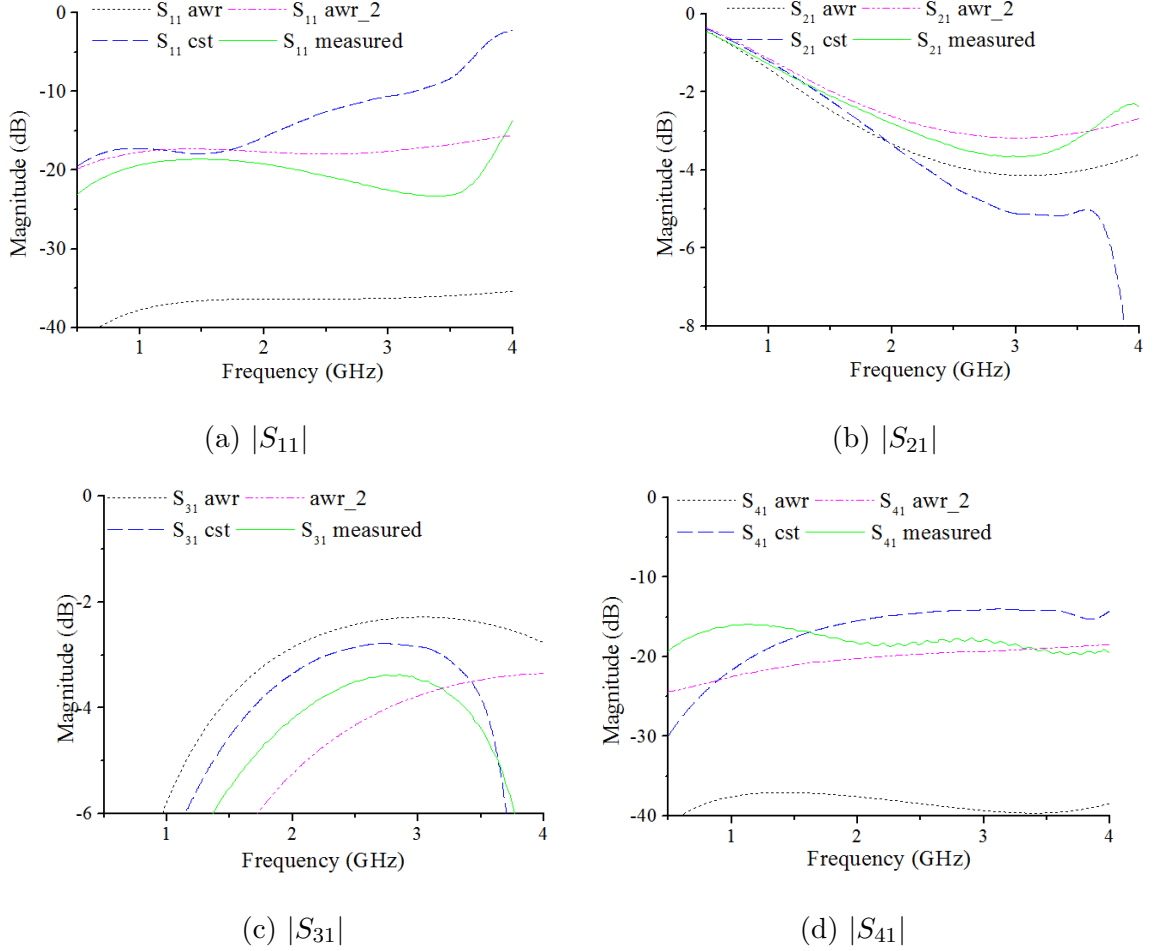 S11 awr S11 awr_2
S11 cst S11 measured
0
-10
-20
-30
-40
Magnitude (dB)
1 2 3 4
Frequency (GHz)
(a) |S11|
S21 awr S21 awr_2
S21 cst S21 measured
0
-2
-4
-6
-8
Magnitude (dB)
1 2 3 4
Frequency (GHz)
(b) |S21|
S31 awr awr_2
S31 cst S31 measured
0
-2
-4
-6
Magnitude (dB)
1 2 3 4
Frequency (GHz)
(c) |S31|
S41 awr S41 awr_2
S41 cst S41 measured
0
-10
-20
-30
-40
Magnitude (dB)
1 2 3 4
Frequency (GHz)
(d) |S41|